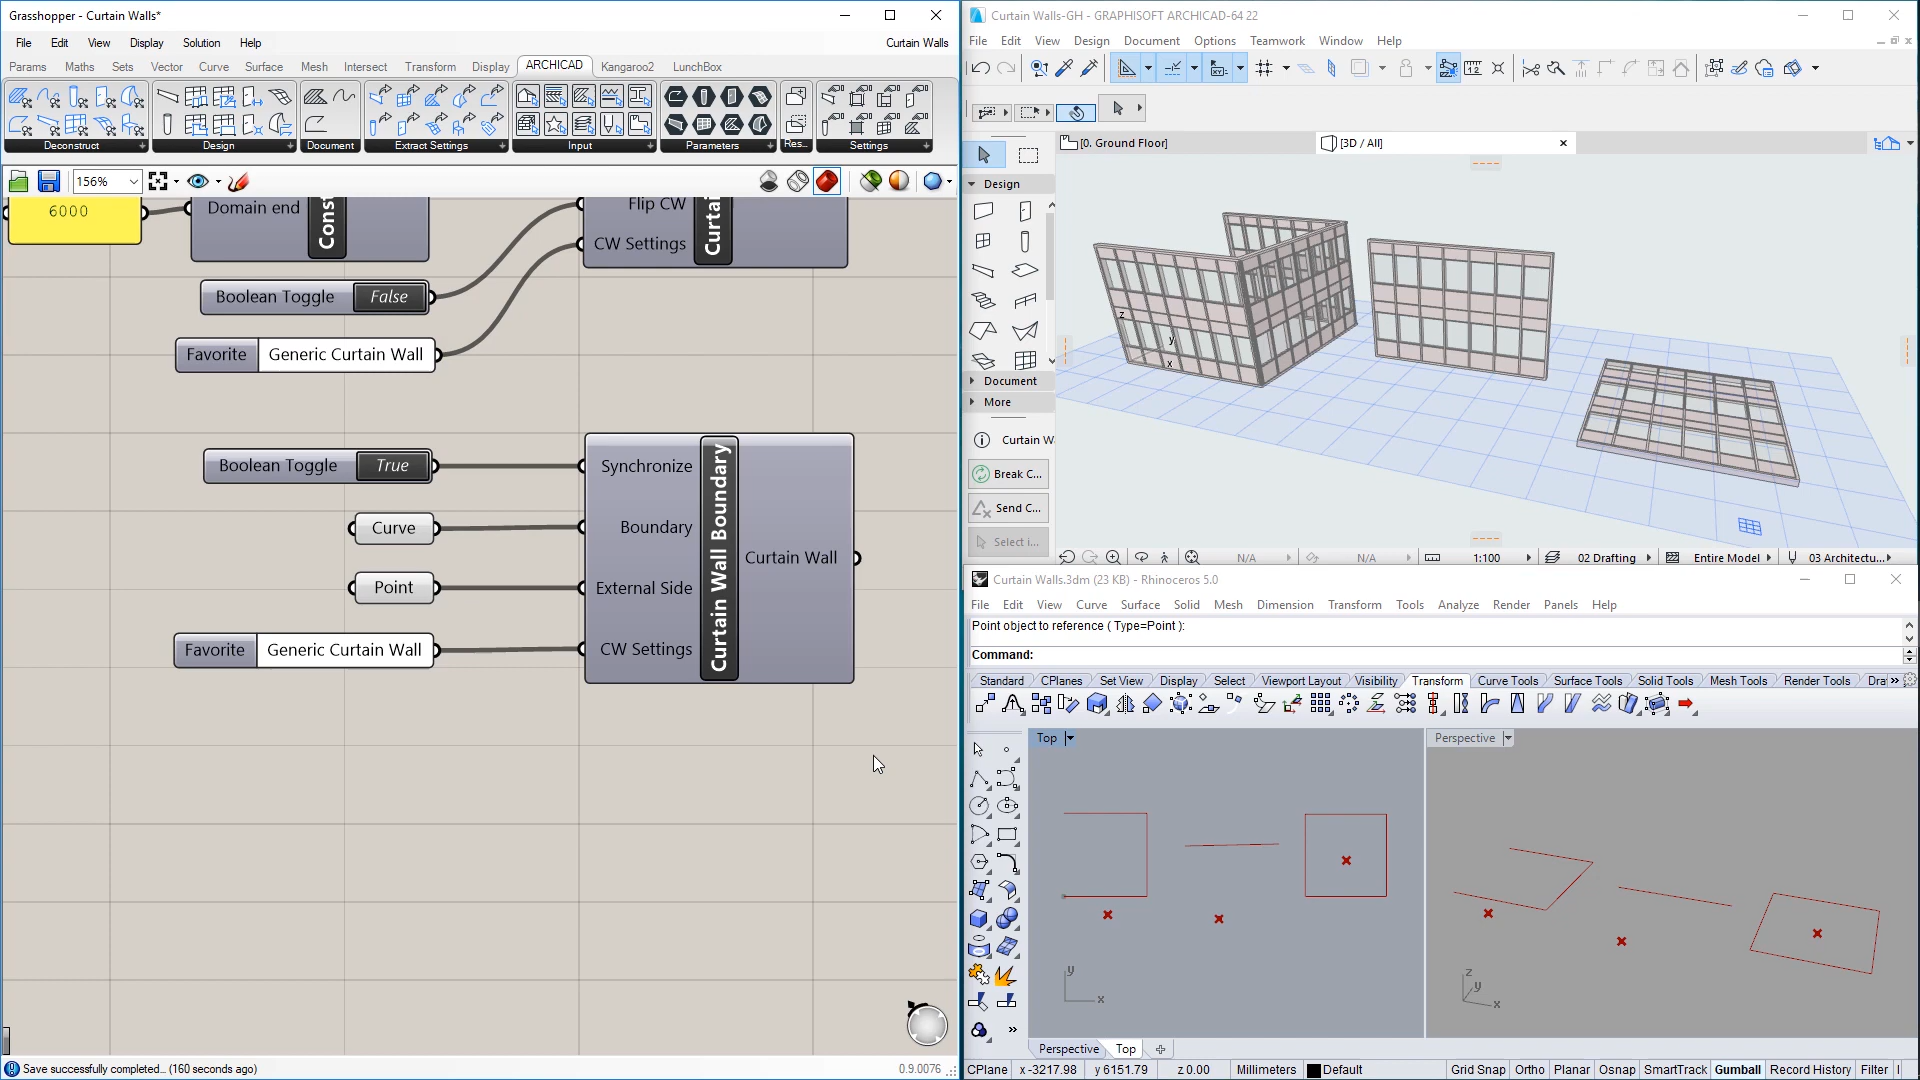 Grasshopper - Curtain Walls*
File Edit View Display Solution Help
Curtain Walls
Params Maths Sets Vector Curve Surface Mesh Intersect Transform Display ARCHICAD Kangaroo2 LunchBox
Deconstruct Design Document Extract Settings Input Parameters Res... Settings
156%
6000
Domain end
Const
Flip CW
CW Settings
Curtai
Boolean Toggle False
Favorite Generic Curtain Wall
Boolean Toggle True
Curve
Point
Favorite Generic Curtain Wall
Synchronize
Boundary
External Side
CW Settings
Curtain Wall Boundary
Curtain Wall
Save successfully completed... (160 seconds ago)
0.9.0076
Curtain Walls-GH - GRAPHISOFT ARCHICAD-64 22
File Edit View Design Document Options Teamwork Window Help
[0. Ground Floor]
[3D / All]
Design
Document
More
Curtain W
Break C...
Send C...
Select i...
z
y
x
N/A N/A 1:100 02 Drafting Entire Model 03 Architectu...
Curtain Walls.3dm (23 KB) - Rhinoceros 5.0
File Edit View Curve Surface Solid Mesh Dimension Transform Tools Analyze Render Panels Help
Point object to reference ( Type=Point ):
Command:
Standard CPlanes Set View Display Select Viewport Layout Visibility Transform Curve Tools Surface Tools Solid Tools Mesh Tools Render Tools Dra »
Top
Perspective
y
x
z
y
x
»
Perspective Top
CPlane x -3217.98 y 6151.79 z 0.00 Millimeters Default Grid Snap Ortho Planar Osnap SmartTrack Gumball Record History Filter